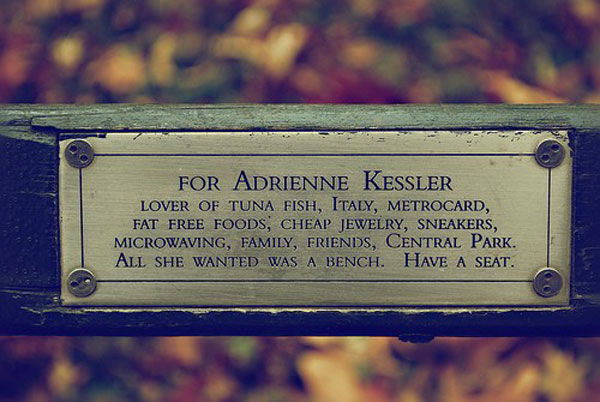 FOR ADRIENNE KESSLER
LOVER OF TUNA FISH, ITALY, METROCARD,
FAT FREE FOODS, CHEAP JEWELRY, SNEAKERS,
MICROWAVING, FAMILY, FRIENDS, CENTRAL PARK.
ALL SHE WANTED WAS A BENCH. HAVE A SEAT.